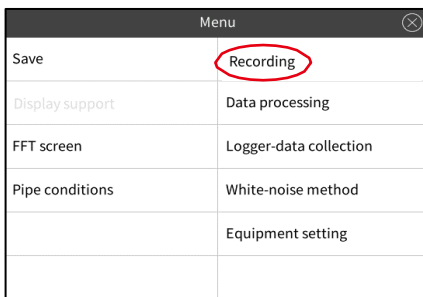 Menu
Save
Recording
Display support
Data processing
FFT screen
Logger-data collection
Pipe conditions
White-noise method
Equipment setting